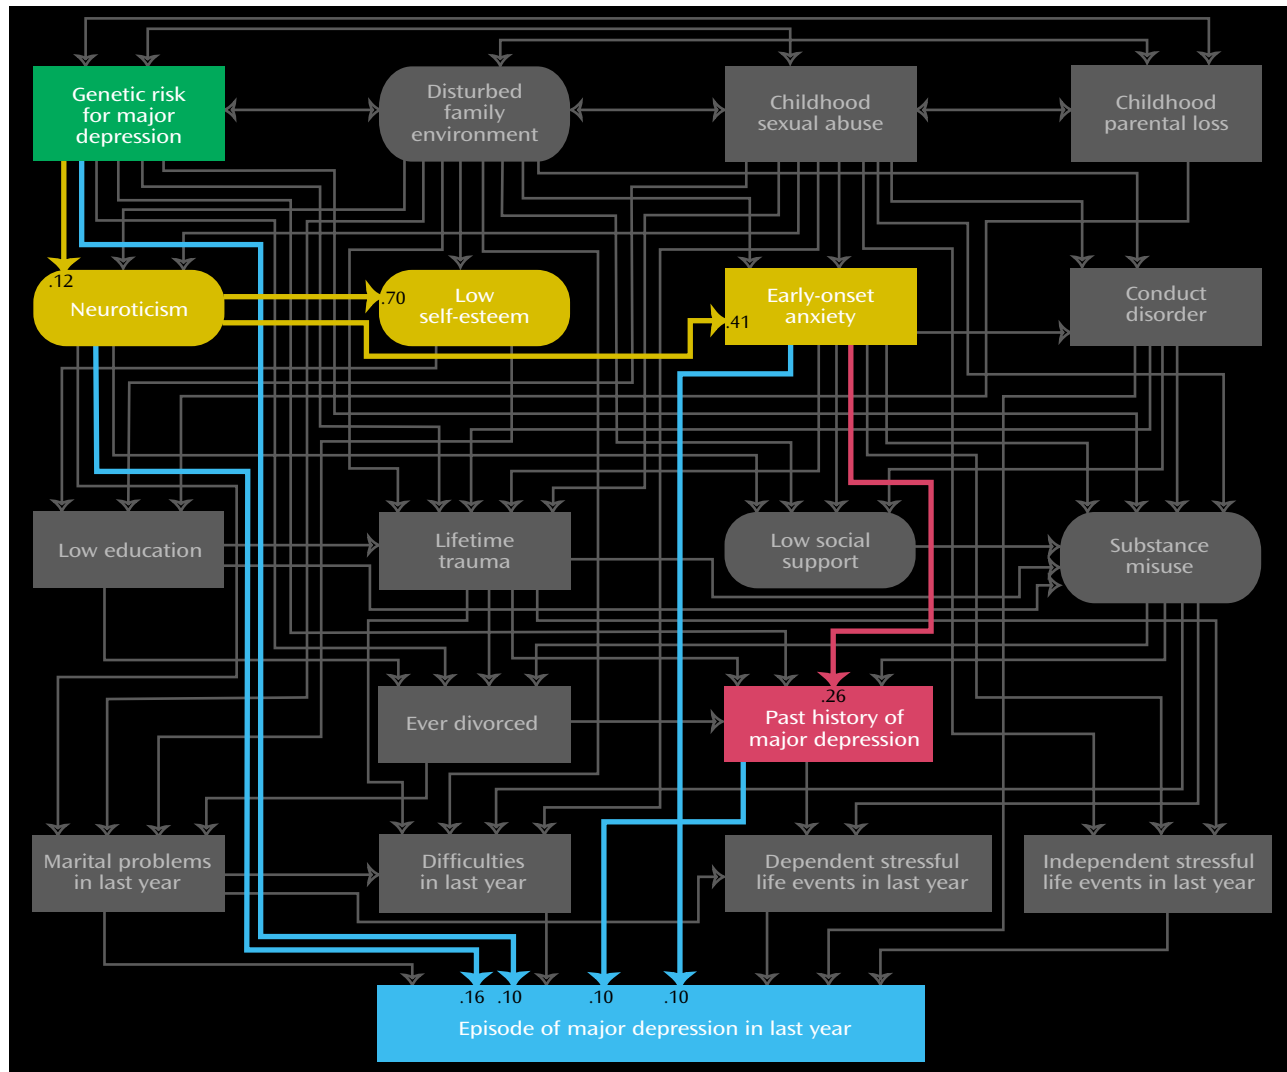 Genetic risk
for major
depression
Disturbed
family
environment
Childhood
sexual abuse
Childhood
parental loss
.12
Neuroticism
.70
Low
self-esteem
Early-onset
anxiety
.41
Conduct
disorder
Low education
Lifetime
trauma
Low social
support
Substance
misuse
Ever divorced
.26
Past history of
major depression
Marital problems
in last year
Difficulties
in last year
Dependent stressful
life events in last year
Independent stressful
life events in last year
.16 .10 .10 .10
Episode of major depression in last year